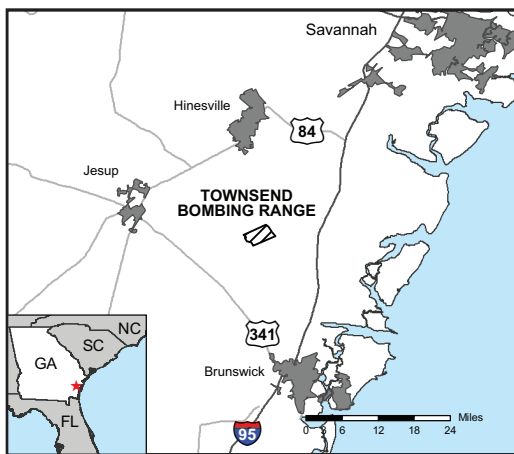 Savannah
Hinesville
84
Jesup
TOWNSEND
BOMBING RANGE
341
Brunswick
NC
SC
GA
FL
95
Miles
0 3 6 12 18 24